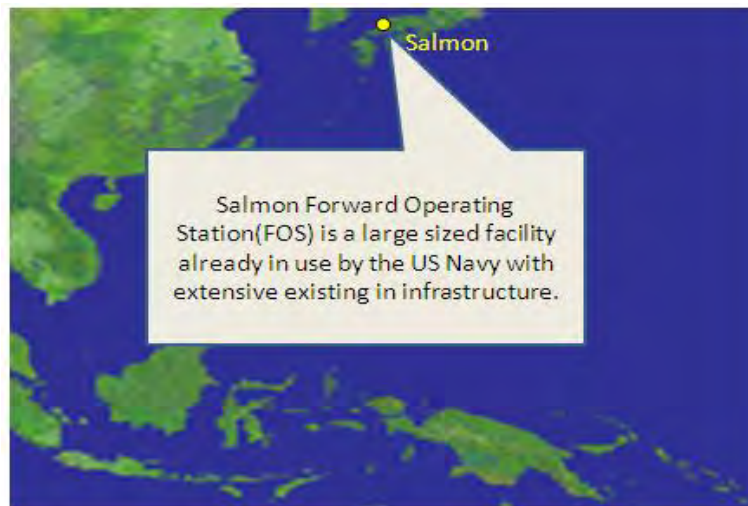 Salmon
Salmon Forward Operating
Station(FOS) is a large sized facility
already in use by the US Navy with
extensive existing in infrastructure.